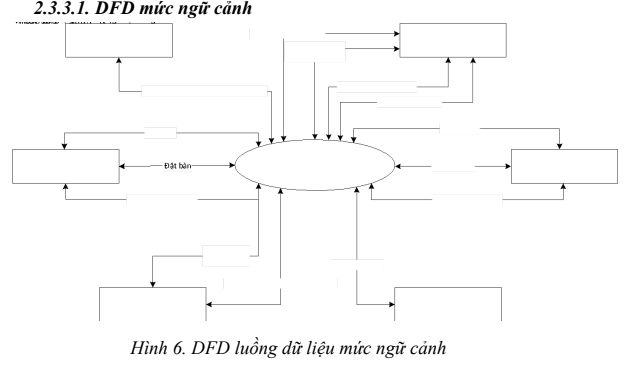 2.3.3.1. DFD mức ngữ cảnh
Đặt bàn
Hình 6. DFD luồng dữ liệu mức ngữ cảnh